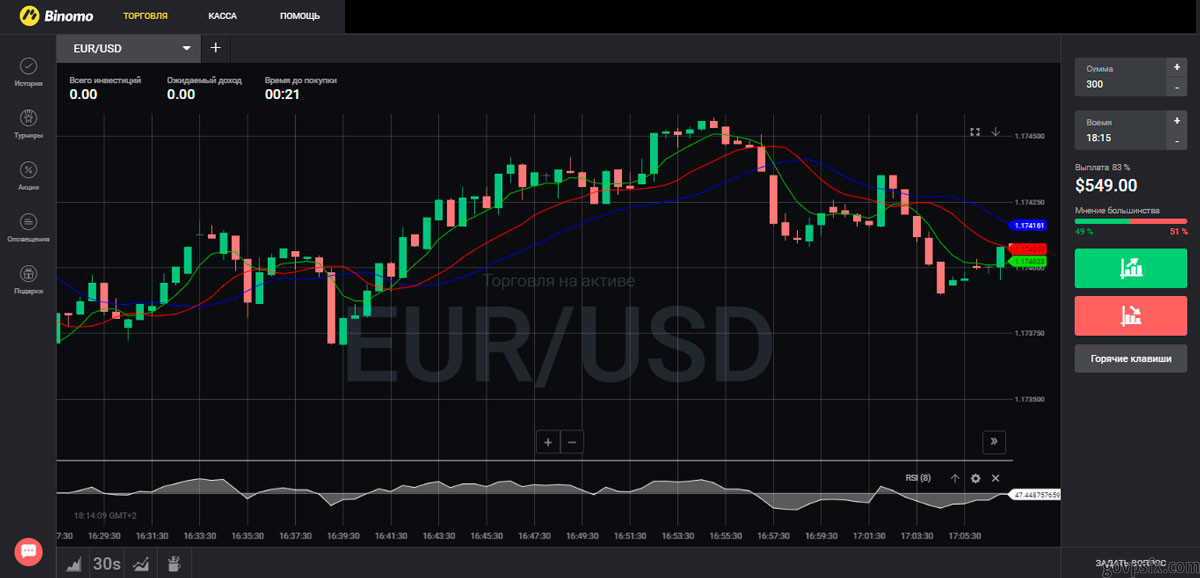 Binomo ТОРГОВЛЯ КАССА ПОМОЩЬ
EUR/USD +
Всего инвестиций Ожидаемый доход Время до покупки
0.00 0.00 00:21
История
Турниры
Акции
Оповещения
Подарки
Сумма +
300 -
Время +
18:15 -
Выплата 83 %
$549.00
Мнение большинства
49 % 51 %
Горячие клавиши
1.174500
1.174250
1.174161
1.174000
1.173750
1.173500
Торговля на активе
EUR/USD
+ −
»
RSI (8)
47.448757659
18:14:09 GMT+2
7:30 16:29:30 16:31:30 16:33:30 16:35:30 16:37:30 16:39:30 16:41:30 16:43:30 16:45:30 16:47:30 16:49:30 16:51:30 16:53:30 16:55:30 16:57:30 16:59:30 17:01:30 17:03:30 17:05:30
30s
ЗАДАТЬ ВОПРОС
govpsfx.com